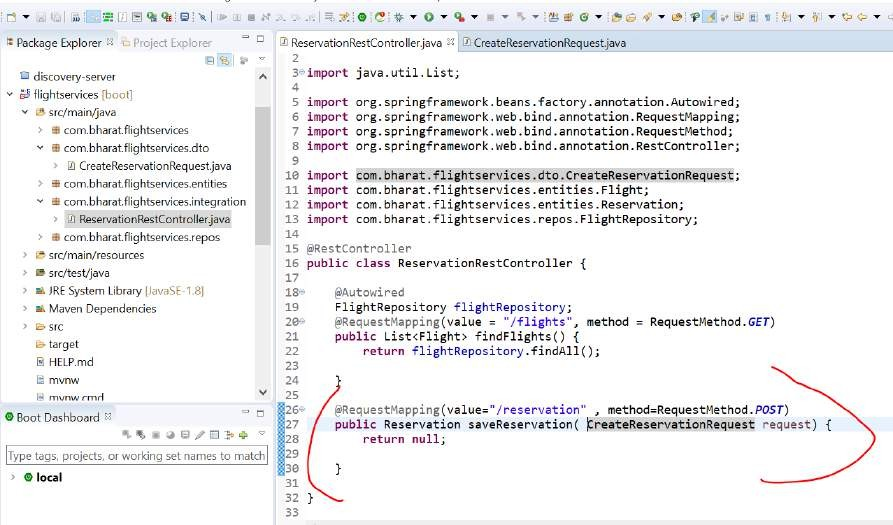 Package Explorer
Project Explorer
discovery-server
flightservices [boot]
src/main/java
com.bharat.flightservices
com.bharat.flightservices.dto
CreateReservationRequest.java
com.bharat.flightservices.entities
com.bharat.flightservices.integration
ReservationRestController.java
com.bharat.flightservices.repos
src/main/resources
src/test/java
JRE System Library [JavaSE-1.8]
Maven Dependencies
src
target
HELP.md
mvnw
mvnw.cmd
Boot Dashboard
Type tags, projects, or working set names to match
local
ReservationRestController.java
CreateReservationRequest.java
2
3 import java.util.List;
4
5 import org.springframework.beans.factory.annotation.Autowired;
6 import org.springframework.web.bind.annotation.RequestMapping;
7 import org.springframework.web.bind.annotation.RequestMethod;
8 import org.springframework.web.bind.annotation.RestController;
9
10 import com.bharat.flightservices.dto.CreateReservationRequest;
11 import com.bharat.flightservices.entities.Flight;
12 import com.bharat.flightservices.entities.Reservation;
13 import com.bharat.flightservices.repos.FlightRepository;
14
15 @RestController
16 public class ReservationRestController {
17
18 @Autowired
19 FlightRepository flightRepository;
20 @RequestMapping(value = "/flights", method = RequestMethod.GET)
21 public List<Flight> findFlights() {
22 return flightRepository.findAll();
23
24 }
25
26 @RequestMapping(value="/reservation" , method=RequestMethod.POST)
27 public Reservation saveReservation( CreateReservationRequest request) {
28 return null;
29
30 }
31
32 }
33